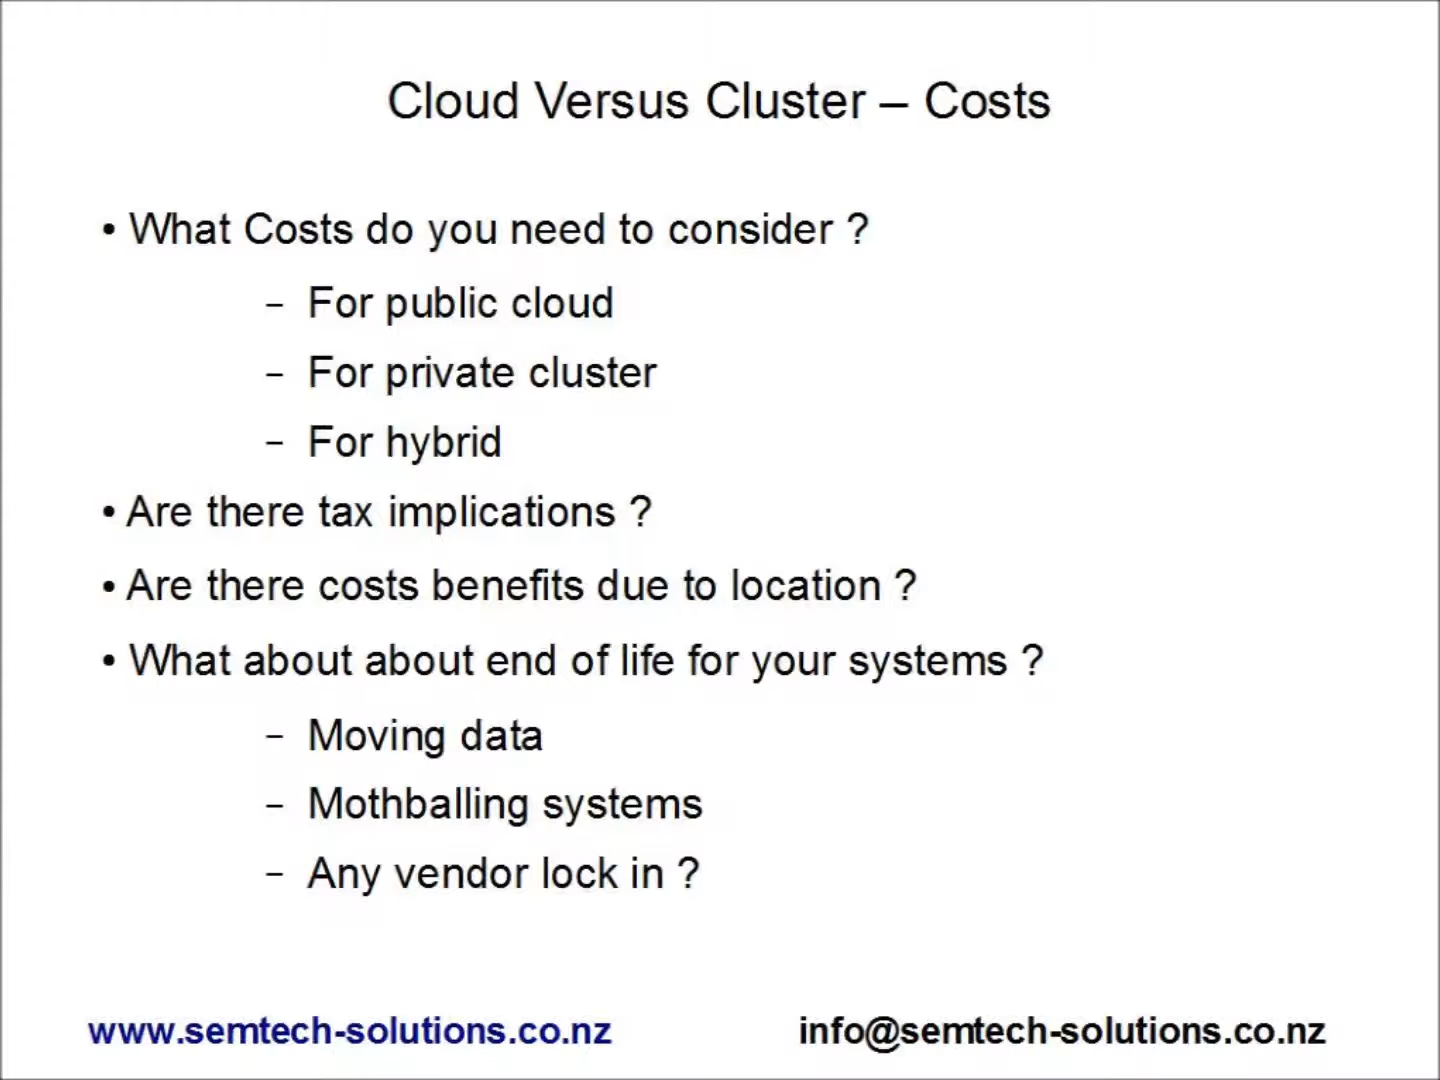 Cloud Versus Cluster – Costs
• What Costs do you need to consider ?
– For public cloud
– For private cluster
– For hybrid
• Are there tax implications ?
• Are there costs benefits due to location ?
• What about about end of life for your systems ?
– Moving data
– Mothballing systems
– Any vendor lock in ?
www.semtech-solutions.co.nz info@semtech-solutions.co.nz